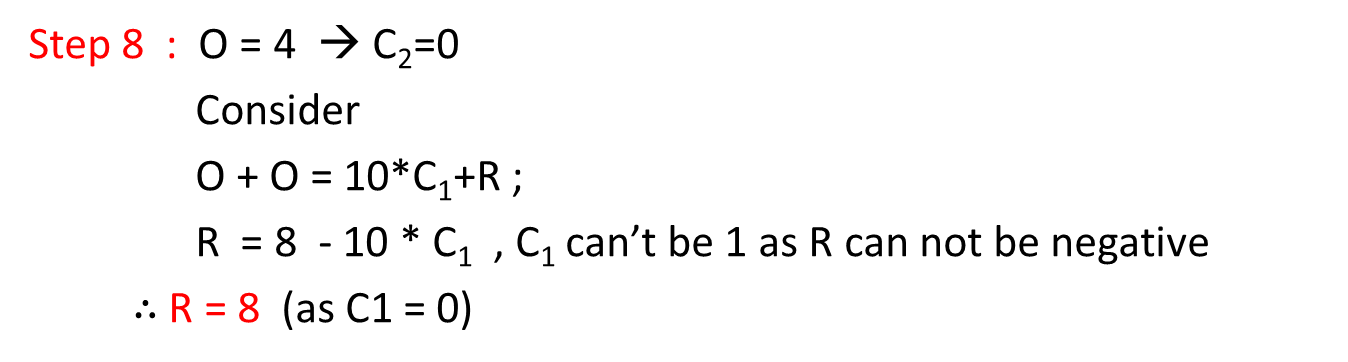 Step 8 : O = 4 → C₂=0
Consider
O + O = 10*C₁+R ;
R = 8 - 10 * C₁ , C₁ can’t be 1 as R can not be negative
∴ R = 8 (as C1 = 0)